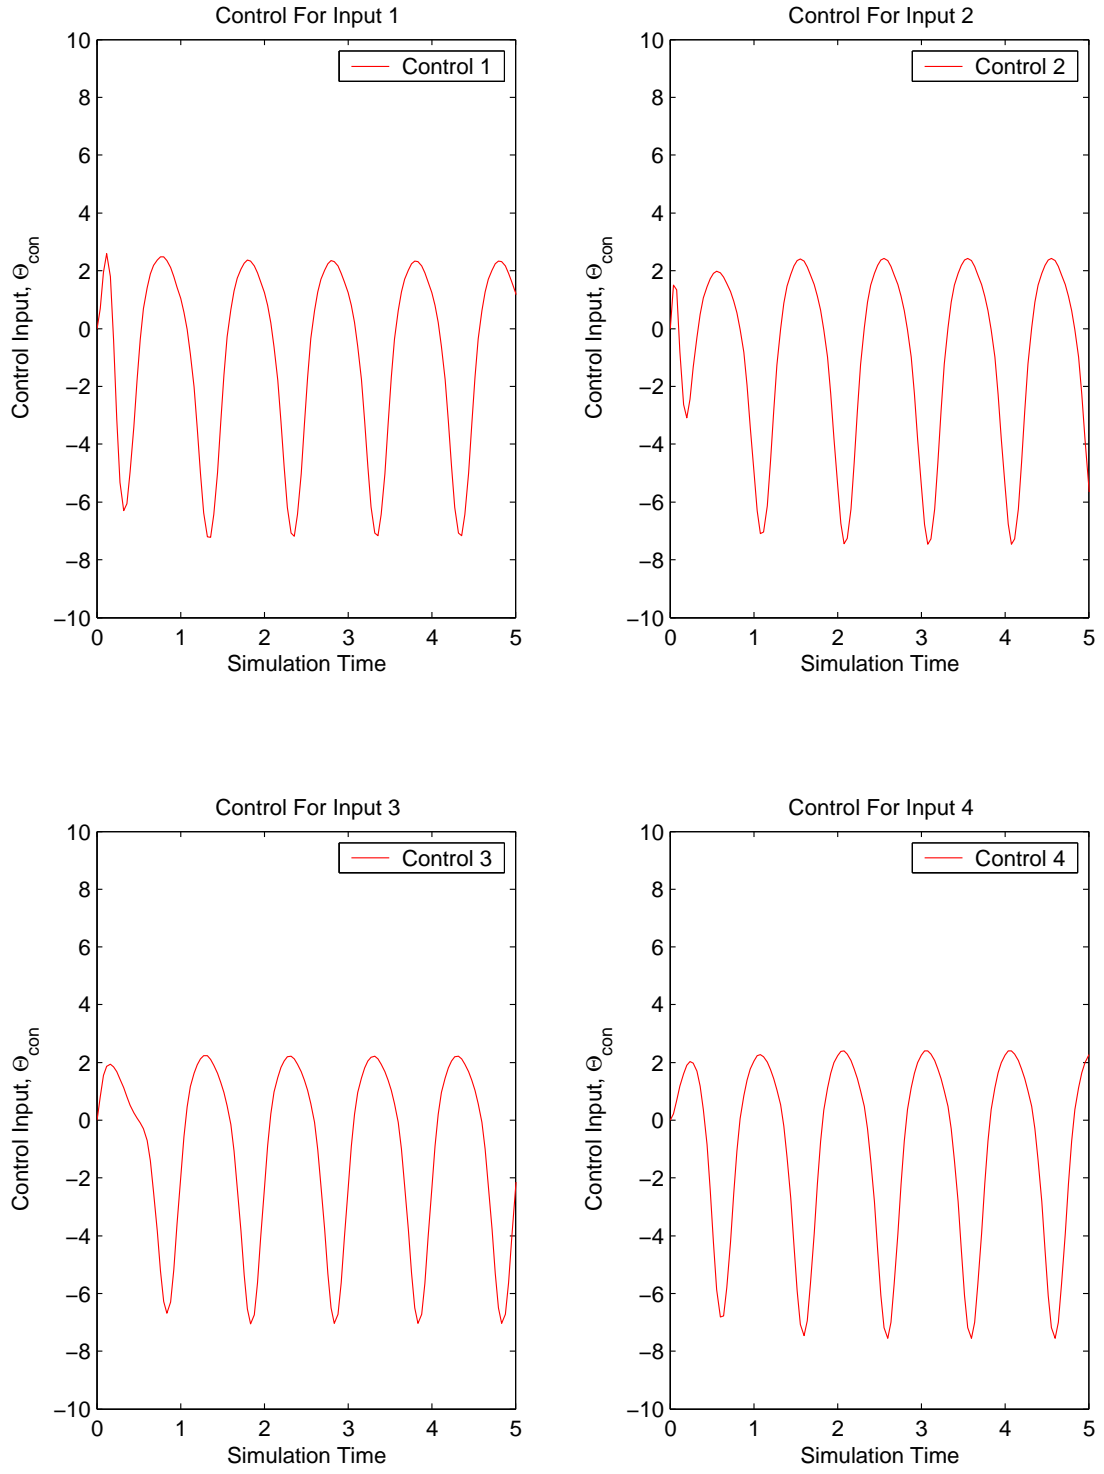 Control For Input 1
Control 1
10
8
6
4
2
0
−2
−4
−6
−8
−10
0 1 2 3 4 5
Simulation Time
Control Input, Θcon
Control For Input 2
Control 2
10
8
6
4
2
0
−2
−4
−6
−8
−10
0 1 2 3 4 5
Simulation Time
Control Input, Θcon
Control For Input 3
Control 3
10
8
6
4
2
0
−2
−4
−6
−8
−10
0 1 2 3 4 5
Simulation Time
Control Input, Θcon
Control For Input 4
Control 4
10
8
6
4
2
0
−2
−4
−6
−8
−10
0 1 2 3 4 5
Simulation Time
Control Input, Θcon